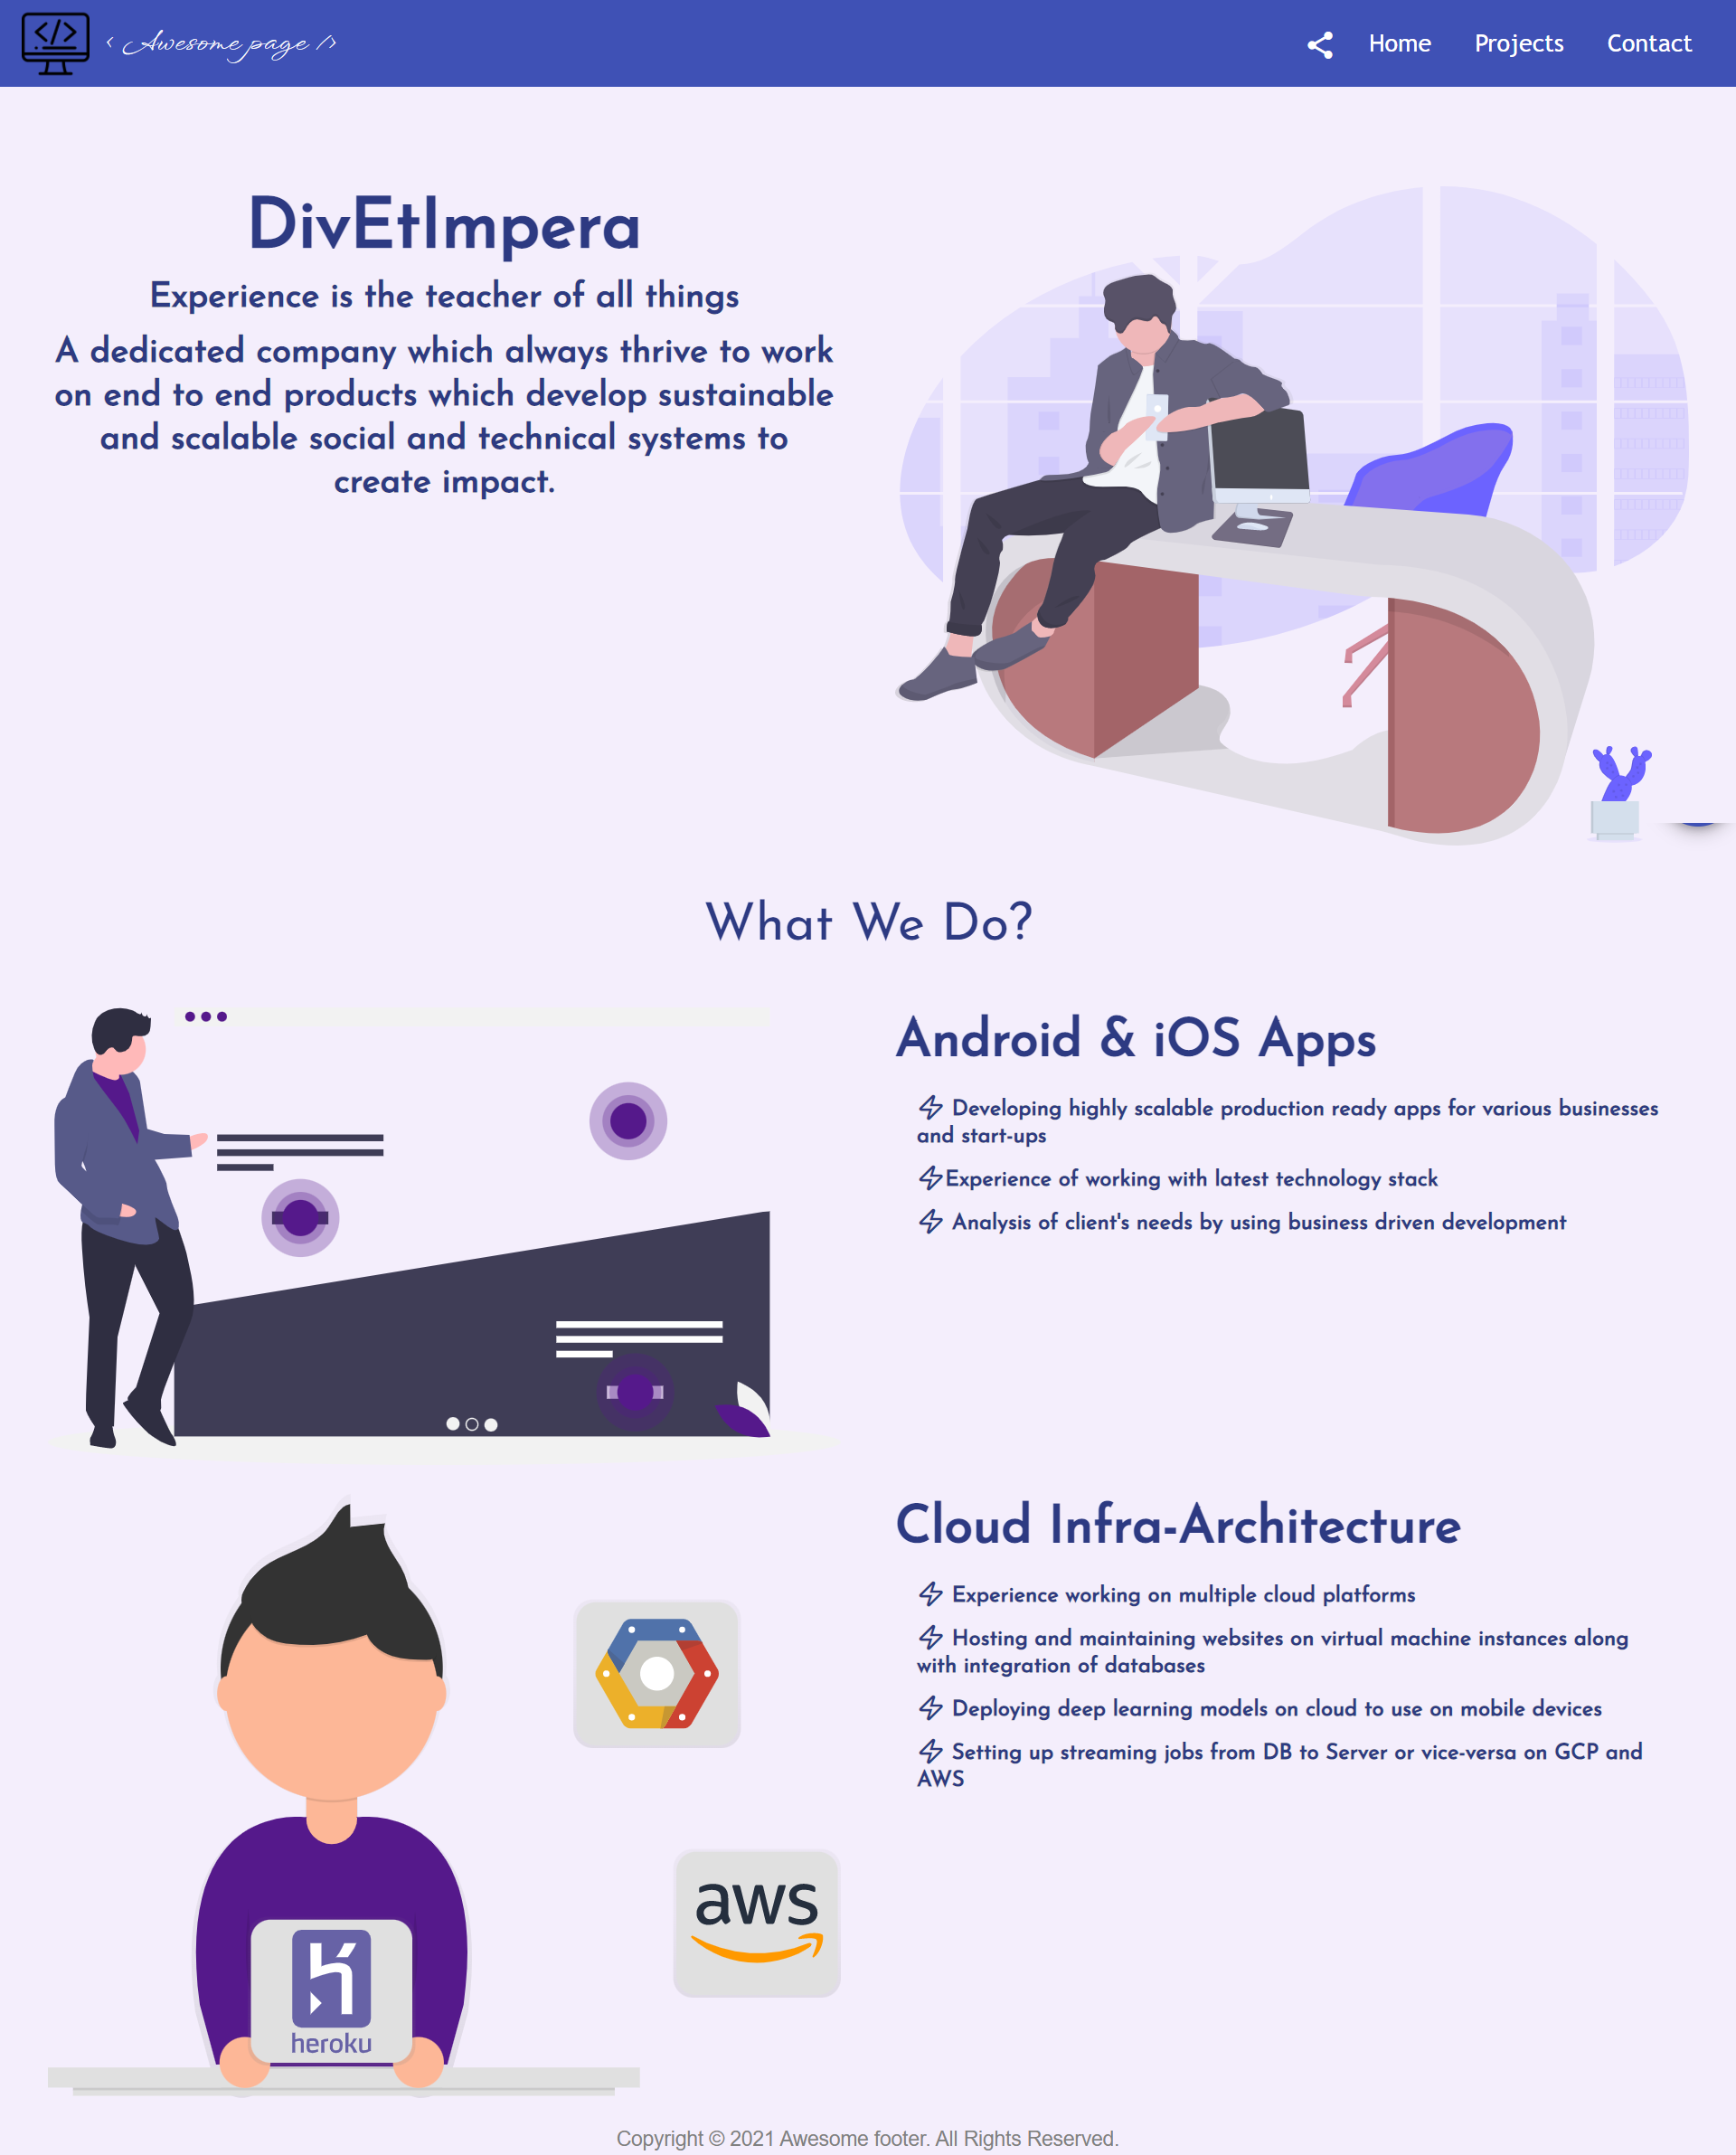 < Awesome page />
Home Projects Contact
DivEtImpera
Experience is the teacher of all things
A dedicated company which always thrive to work
on end to end products which develop sustainable
and scalable social and technical systems to
create impact.
What We Do?
Android & iOS Apps
⚡ Developing highly scalable production ready apps for various businesses
and start-ups
⚡Experience of working with latest technology stack
⚡ Analysis of client's needs by using business driven development
Cloud Infra-Architecture
⚡ Experience working on multiple cloud platforms
⚡ Hosting and maintaining websites on virtual machine instances along
with integration of databases
⚡ Deploying deep learning models on cloud to use on mobile devices
⚡ Setting up streaming jobs from DB to Server or vice-versa on GCP and
AWS
aws
heroku
Copyright © 2021 Awesome footer. All Rights Reserved.